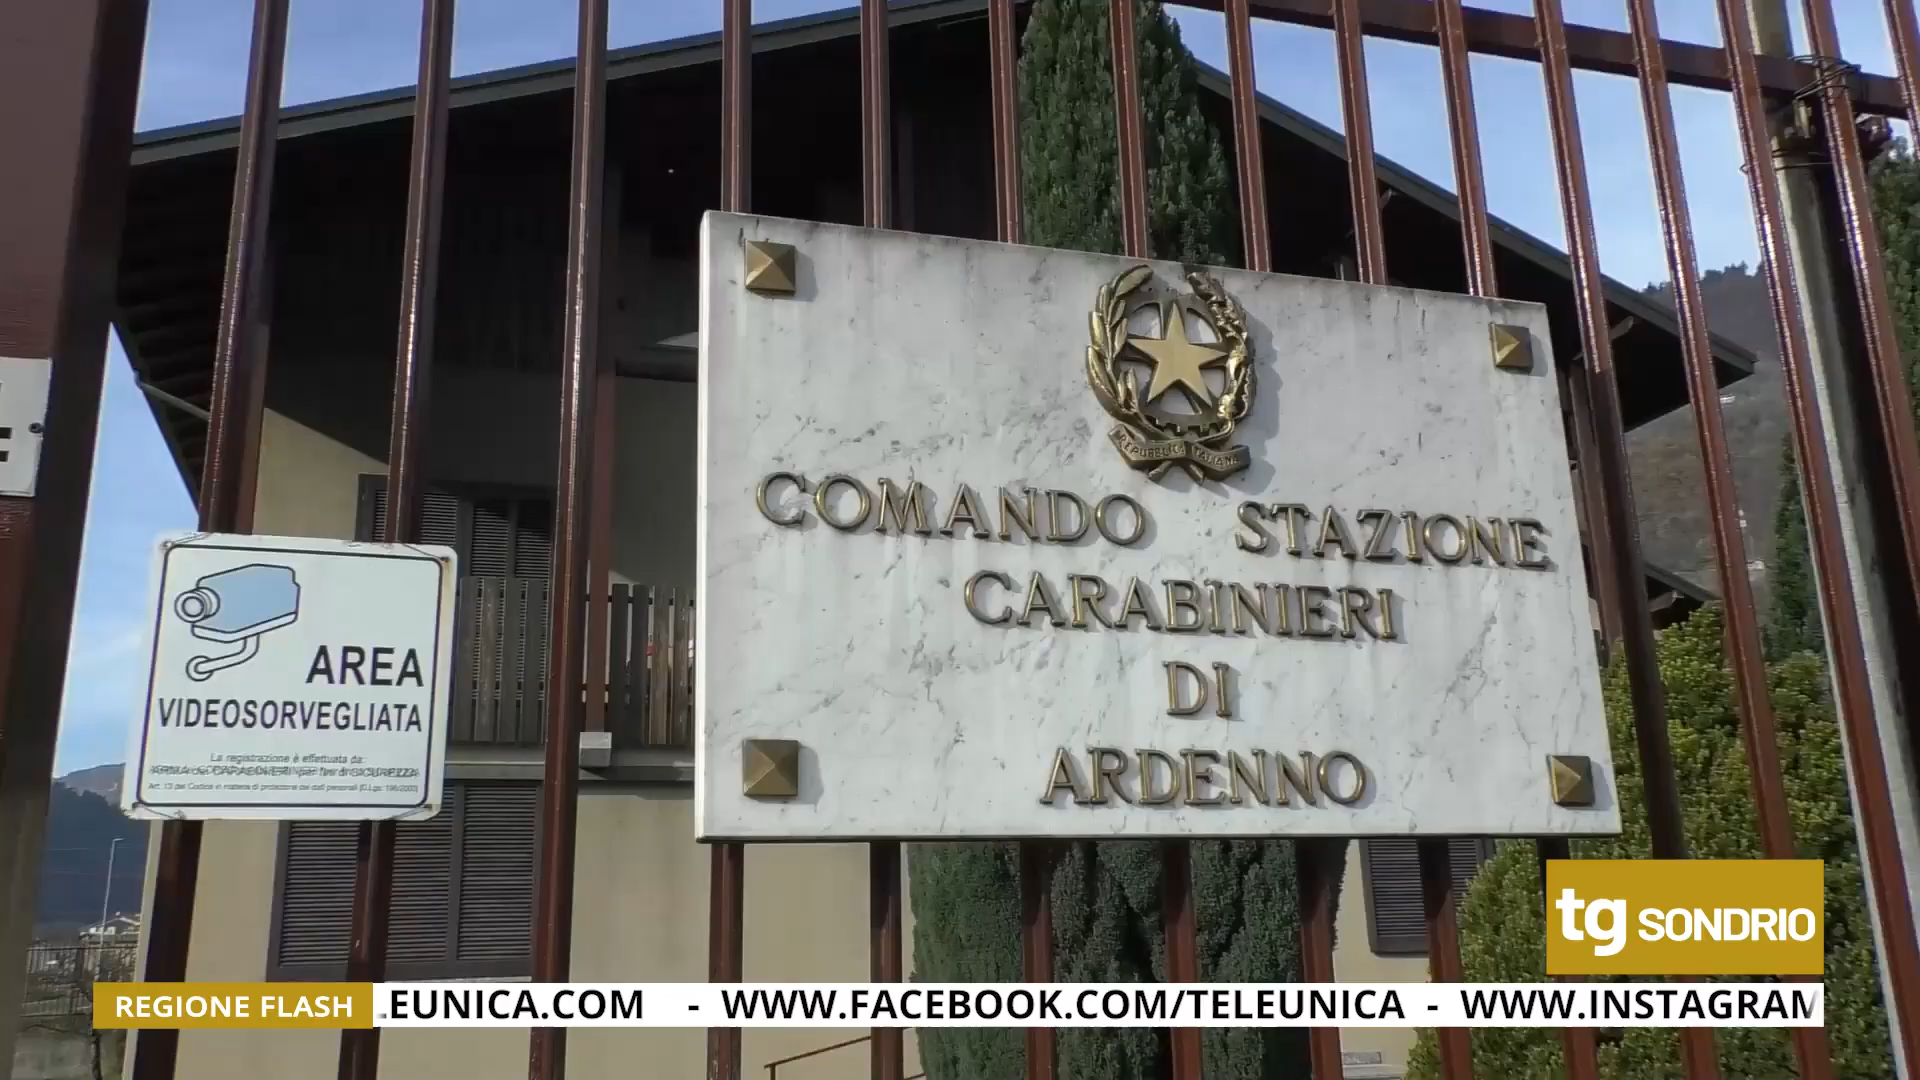 REPUBBLICA ITALIANA
COMANDO STAZIONE
CARABINIERI
DI
ARDENNO
AREA
VIDEOSORVEGLIATA
La registrazione è effettuata da:
tg SONDRIO
REGIONE FLASH
.EUNICA.COM - WWW.FACEBOOK.COM/TELEUNICA - WWW.INSTAGRAM